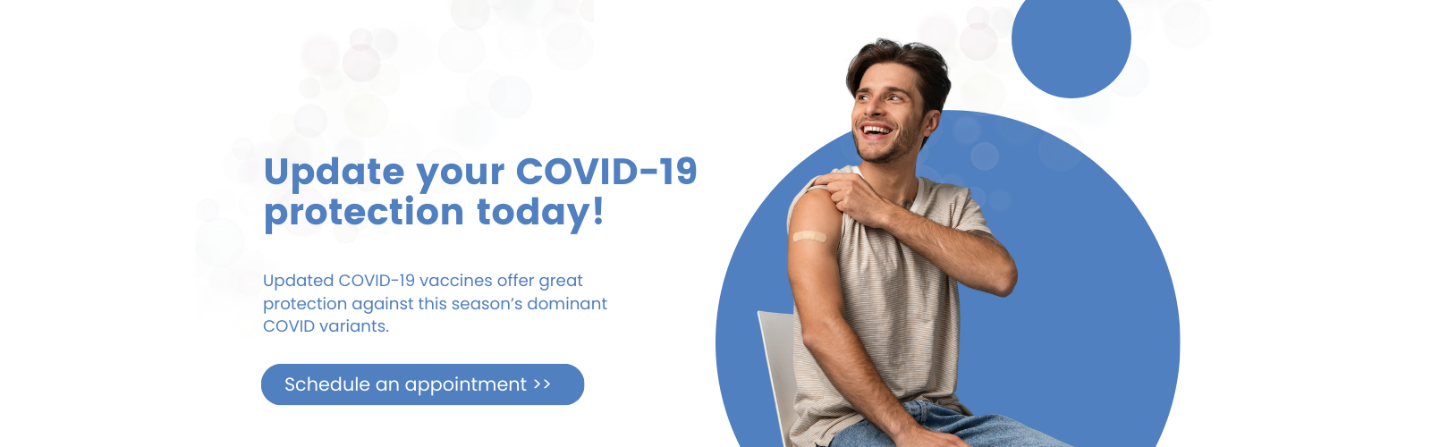 Update your COVID-19
protection today!
Updated COVID-19 vaccines offer great
protection against this season’s dominant
COVID variants.
Schedule an appointment >>